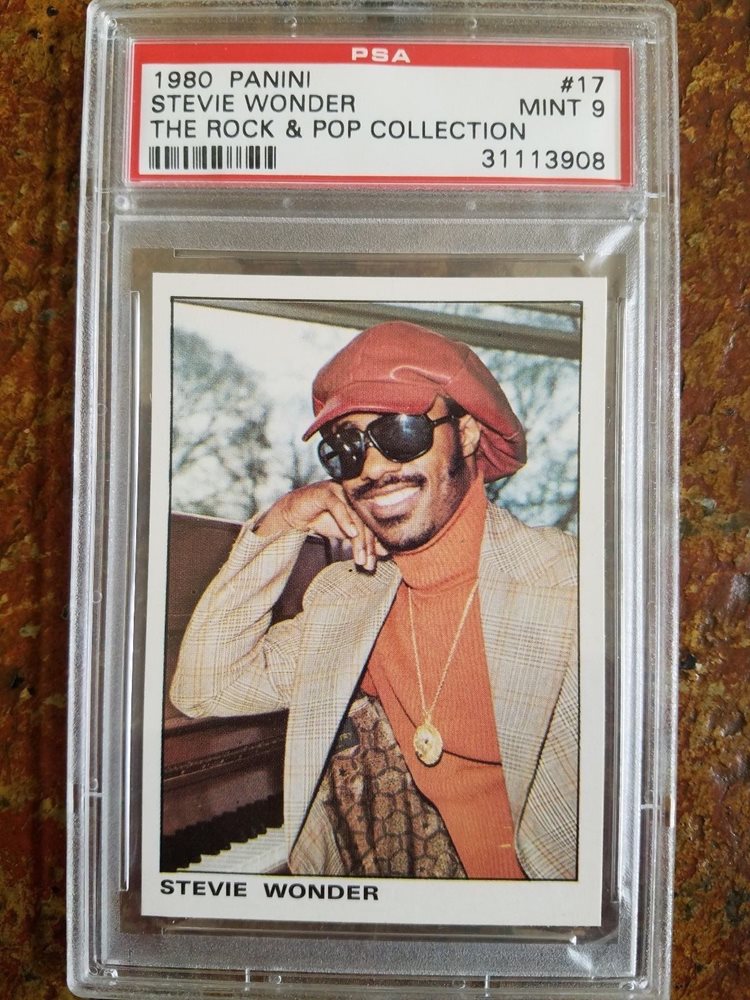 PSA
1980 PANINI #17
STEVIE WONDER MINT 9
THE ROCK & POP COLLECTION
31113908
STEVIE WONDER